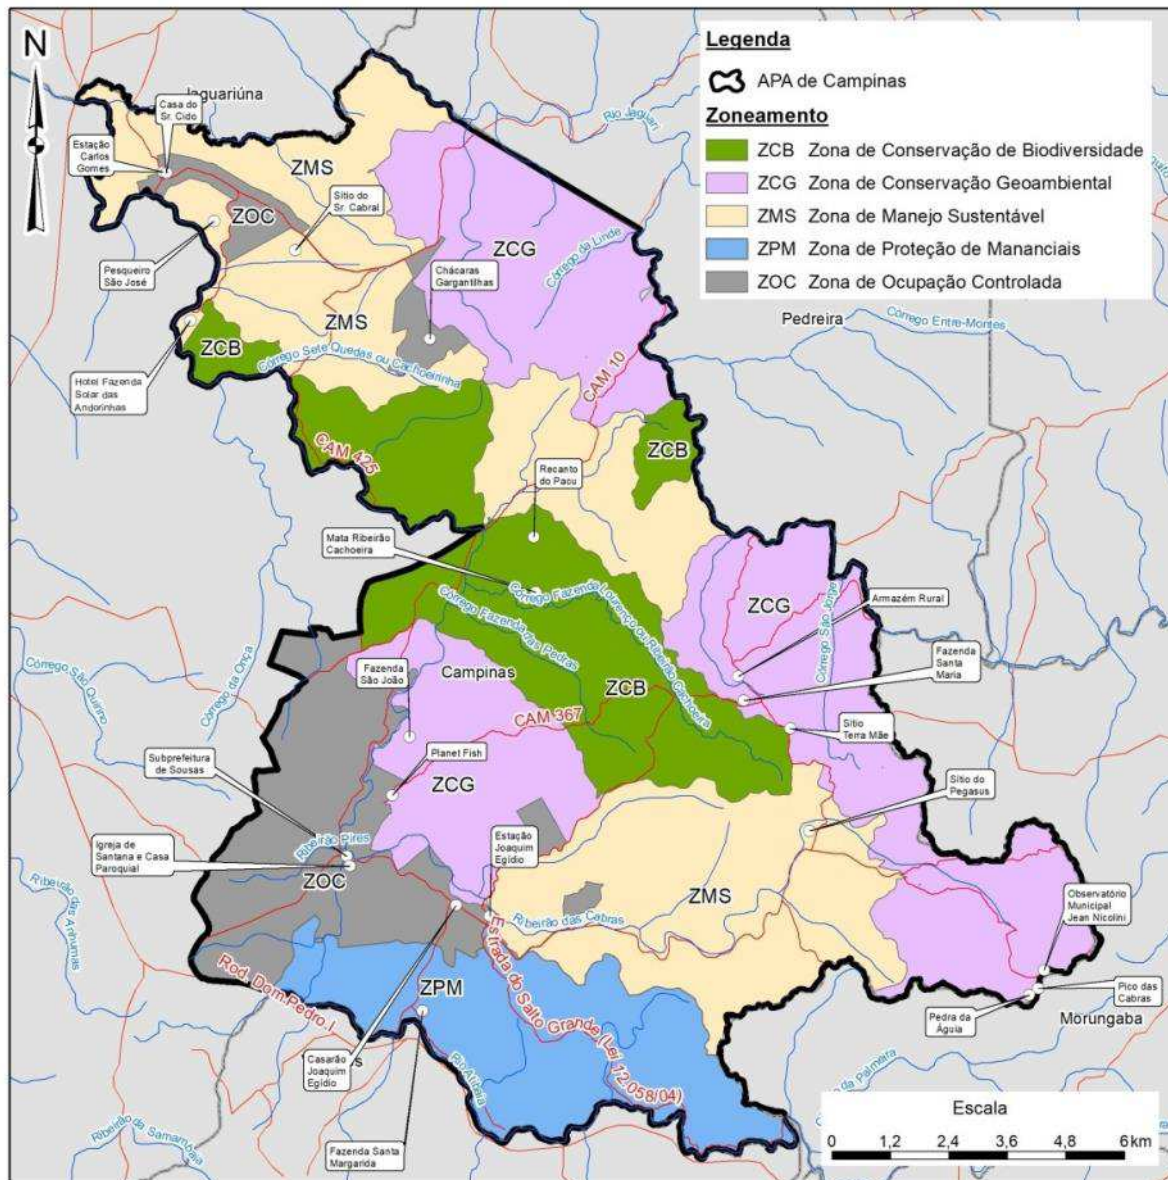 N
Legenda
APA de Campinas
Zoneamento
ZCB Zona de Conservação de Biodiversidade
ZCG Zona de Conservação Geoambiental
ZMS Zona de Manejo Sustentável
ZPM Zona de Proteção de Mananciais
ZOC Zona de Ocupação Controlada
Jaguariúna
Casa do
Sr. Cido
Estação
Carlos
Gomes
Rio Jaguari
ZMS
Sítio do
Sr. Cabral
ZOC
ZCG
Córrego da Linde
Pesqueiro
São José
Chácaras
Gargantilhas
Pedreira
Córrego Entre-Montes
ZMS
ZCB
Córrego Sete Quedas ou Cachoeirinha
CAM 10
Hotel Fazenda
Solar das
Andorinhas
CAM 425
ZCB
Recanto
do Pacu
Mata Ribeirão
Cachoeira
Córrego Fazenda Lourenço ou Ribeirão Cachoeira
Córrego Fazenda das Pedras
ZCG
Córrego São Jorge
Armazém Rural
Fazenda
Santa
Maria
Córrego São Quirino
Córrego da Onça
Fazenda
São João
Campinas
ZCB
CAM 367
Sítio
Terra Mãe
Subprefeitura
de Sousas
Planet Fish
ZCG
Sítio do
Pegasus
Igreja de
Santana e Casa
Paroquial
Ribeirão Pires
Estação
Joaquim
Egídio
ZOC
ZMS
Observatório
Municipal
Jean Nicolini
Ribeirão das Anhumas
Ribeirão das Cabras
Estrada do Salto Grande (Lei 12.058/04)
Rod. Dom.Pedro.I
ZPM
Pico das
Cabras
Pedra da
Águia
Morungaba
Casarão
Joaquim
Egídio
Rio Atibaia
da Palmeira
Ribeirão da Samambaia
Fazenda Santa
Margarida
Escala
0 1,2 2,4 3,6 4,8 6 km